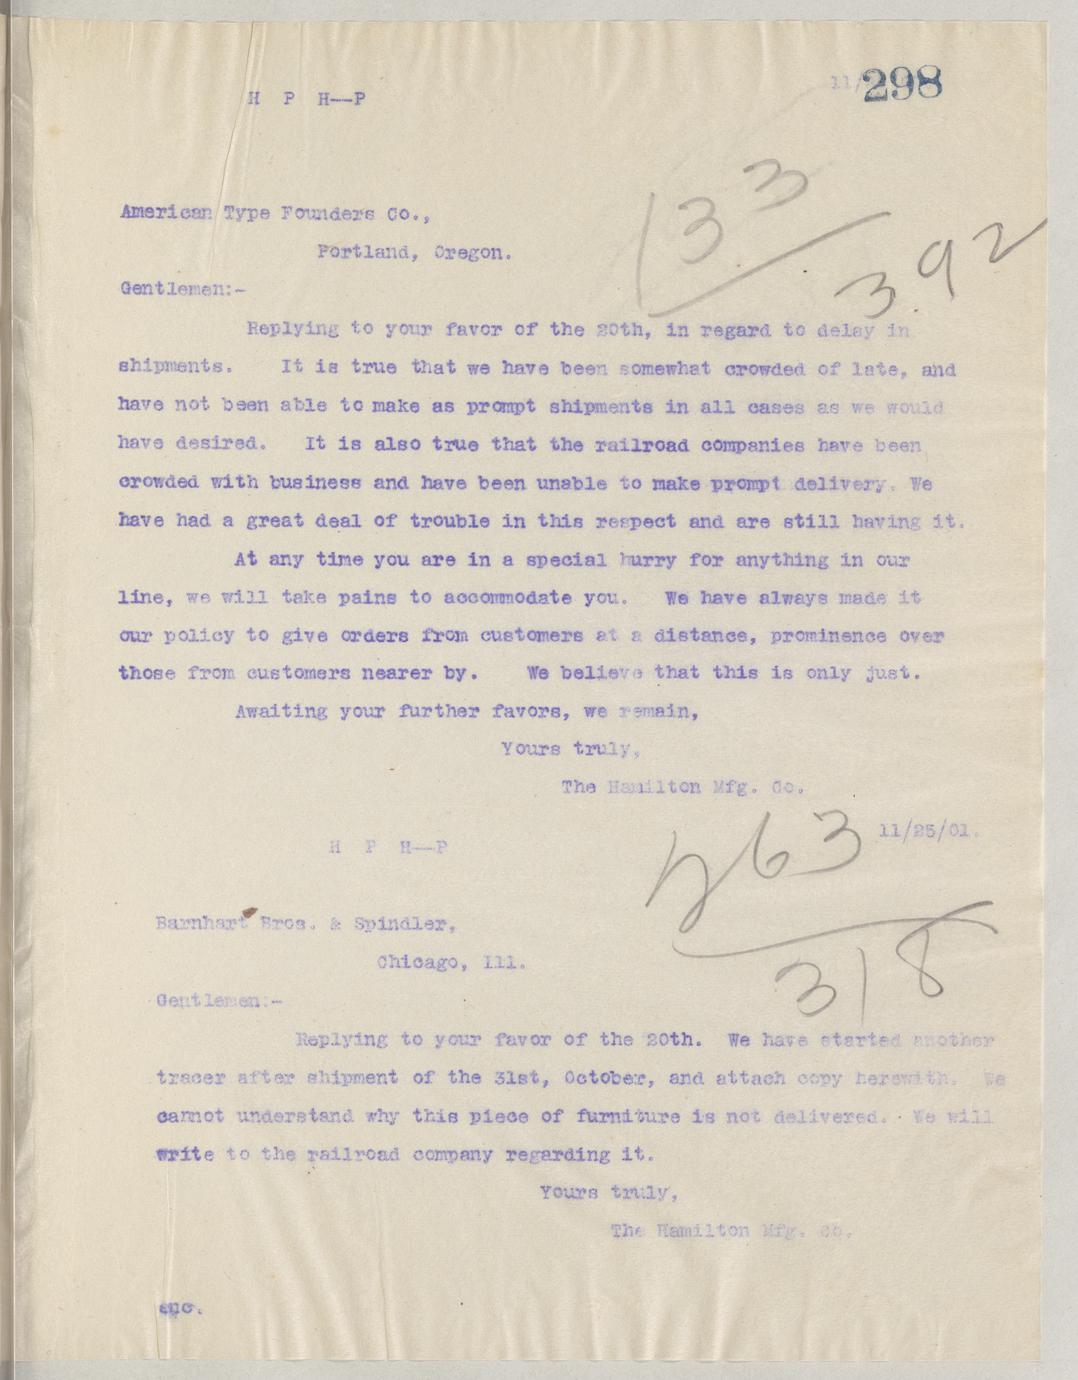 298
H P H--P
133
392
American Type Founders Co.,
Portland, Oregon.
Gentlemen:-
Replying to your favor of the 20th, in regard to delay in
shipments. It is true that we have been somewhat crowded of late, and
have not been able to make as prompt shipments in all cases as we would
have desired. It is also true that the railroad companies have been
crowded with business and have been unable to make prompt delivery. We
have had a great deal of trouble in this respect and are still having it.
At any time you are in a special hurry for anything in our
line, we will take pains to accommodate you. We have always made it
our policy to give orders from customers at a distance, prominence over
those from customers nearer by. We believe that this is only just.
Awaiting your further favors, we remain,
Yours truly,
The Hamilton Mfg. Co.
263
11/25/01.
H P H--P
318
Barnhart Bros. & Spindler,
Chicago, Ill.
Gentlemen:-
Replying to your favor of the 20th. We have started another
tracer after shipment of the 31st, October, and attach copy herewith. We
cannot understand why this piece of furniture is not delivered. We will
write to the railroad company regarding it.
Yours truly,
The Hamilton Mfg. Co.
enc.